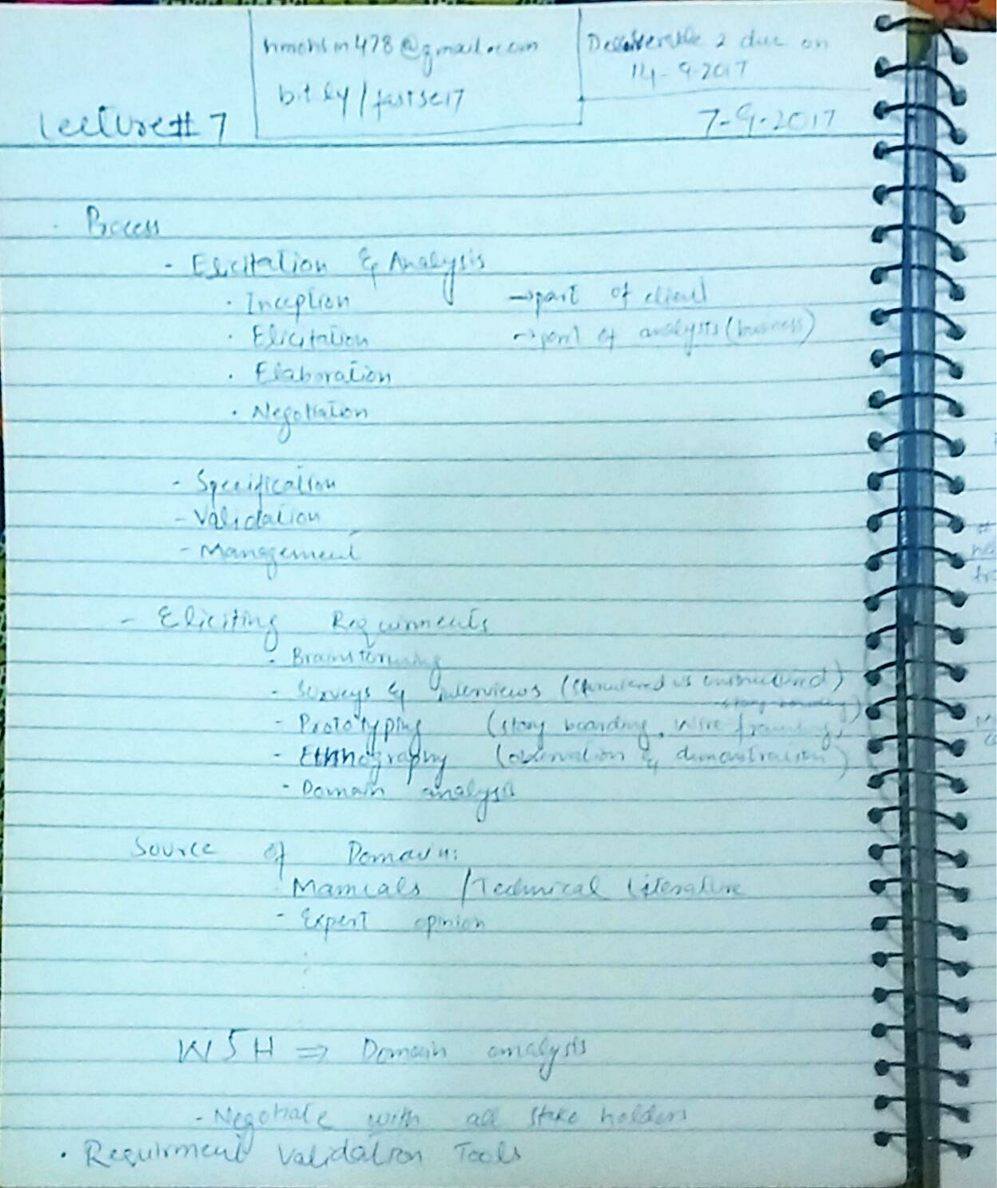 hmohsin478@gmail.com
bit.ly/fastse17
Deliverable 2 due on
14-9-2017
Lecture# 7
7-9-2017
· Process
- Elicitation & Analysis
· Inception →part of client
· Elicitation →part of analysts (business)
· Elaboration
· Negotiation
- Specification
- Validation
- Management
- Eliciting Requirments
· Brainstorming
- Surveys & interviews (structured vs unstructured)
- Prototyping (story boarding, wire framing,
- Ethnography (observation & demonstration)
- Domain analysis
Source of Domain:
Manuals / Technical Literature
- Expert opinion
W5H ⇒ Domain analysis
- Negotiate with all stake holders
· Requirment Validation Tools